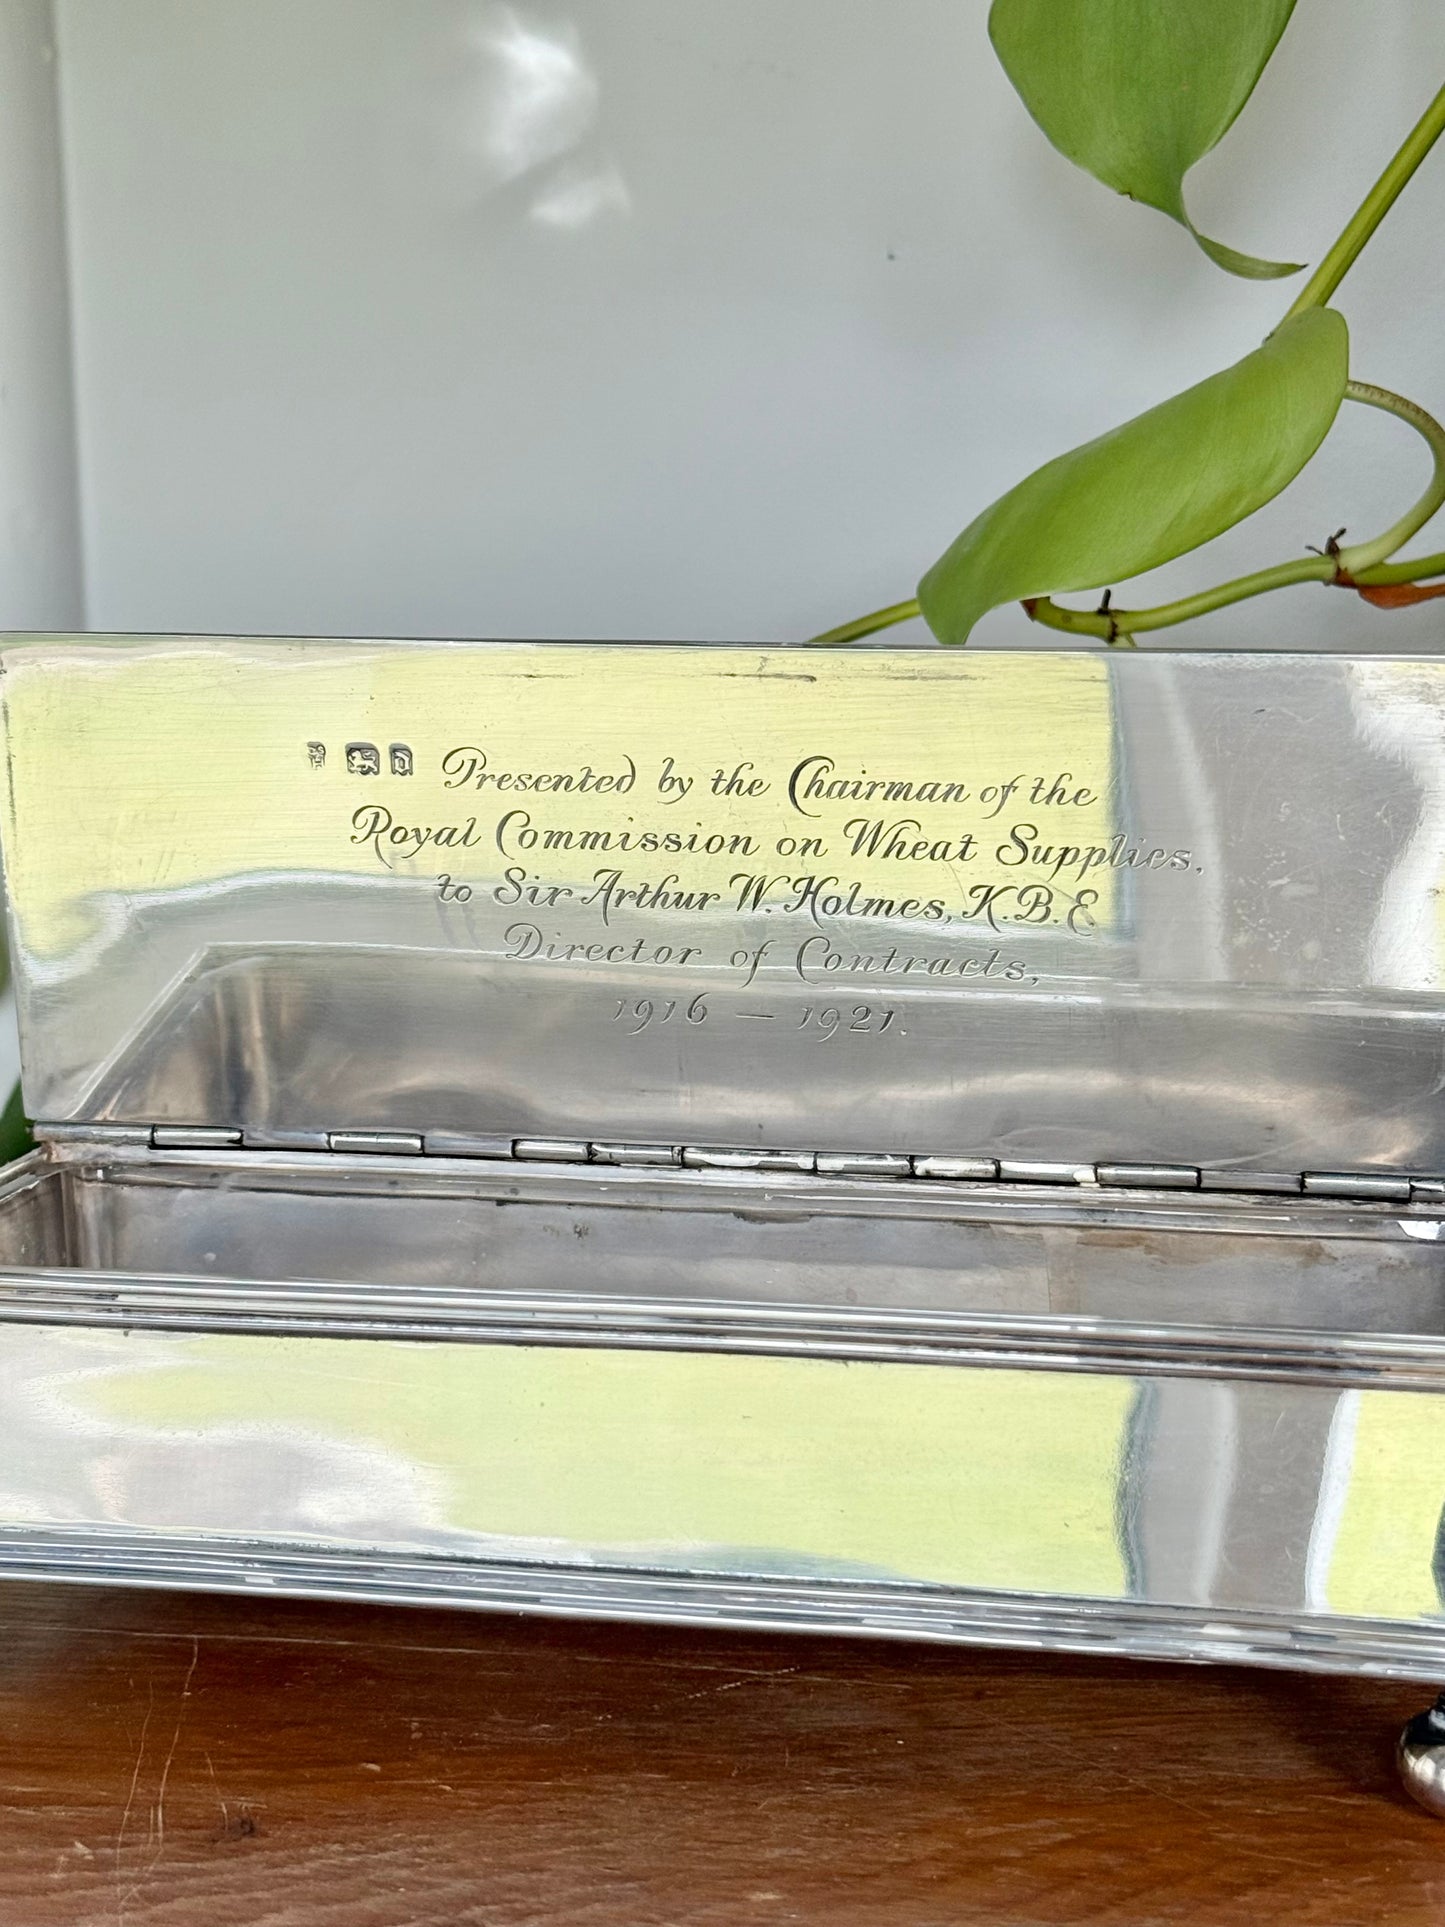 Presented by the Chairman of the
Royal Commission on Wheat Supplies,
to Sir Arthur W. Holmes, K.B.E
Director of Contracts,
1916 — 1921.